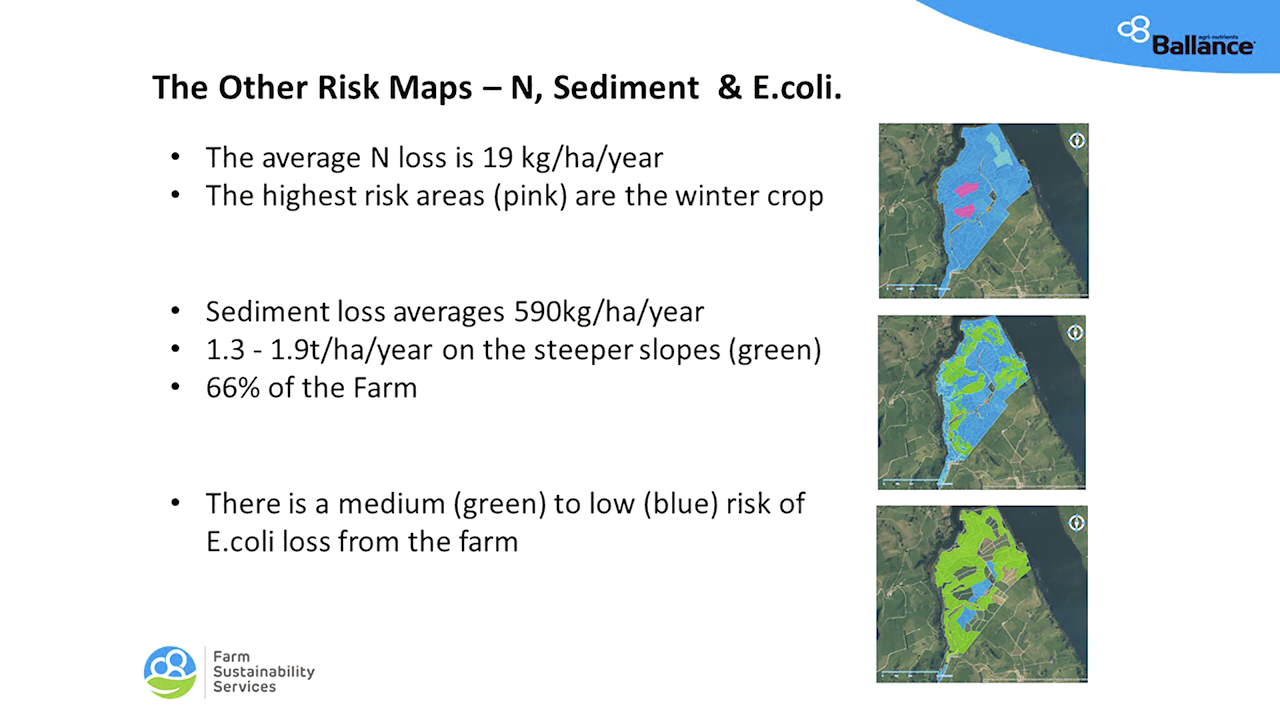 agri-nutrients
Ballance
The Other Risk Maps – N, Sediment & E.coli.
• The average N loss is 19 kg/ha/year
• The highest risk areas (pink) are the winter crop
• Sediment loss averages 590kg/ha/year
• 1.3 - 1.9t/ha/year on the steeper slopes (green)
• 66% of the Farm
• There is a medium (green) to low (blue) risk of
E.coli loss from the farm
Farm
Sustainability
Services